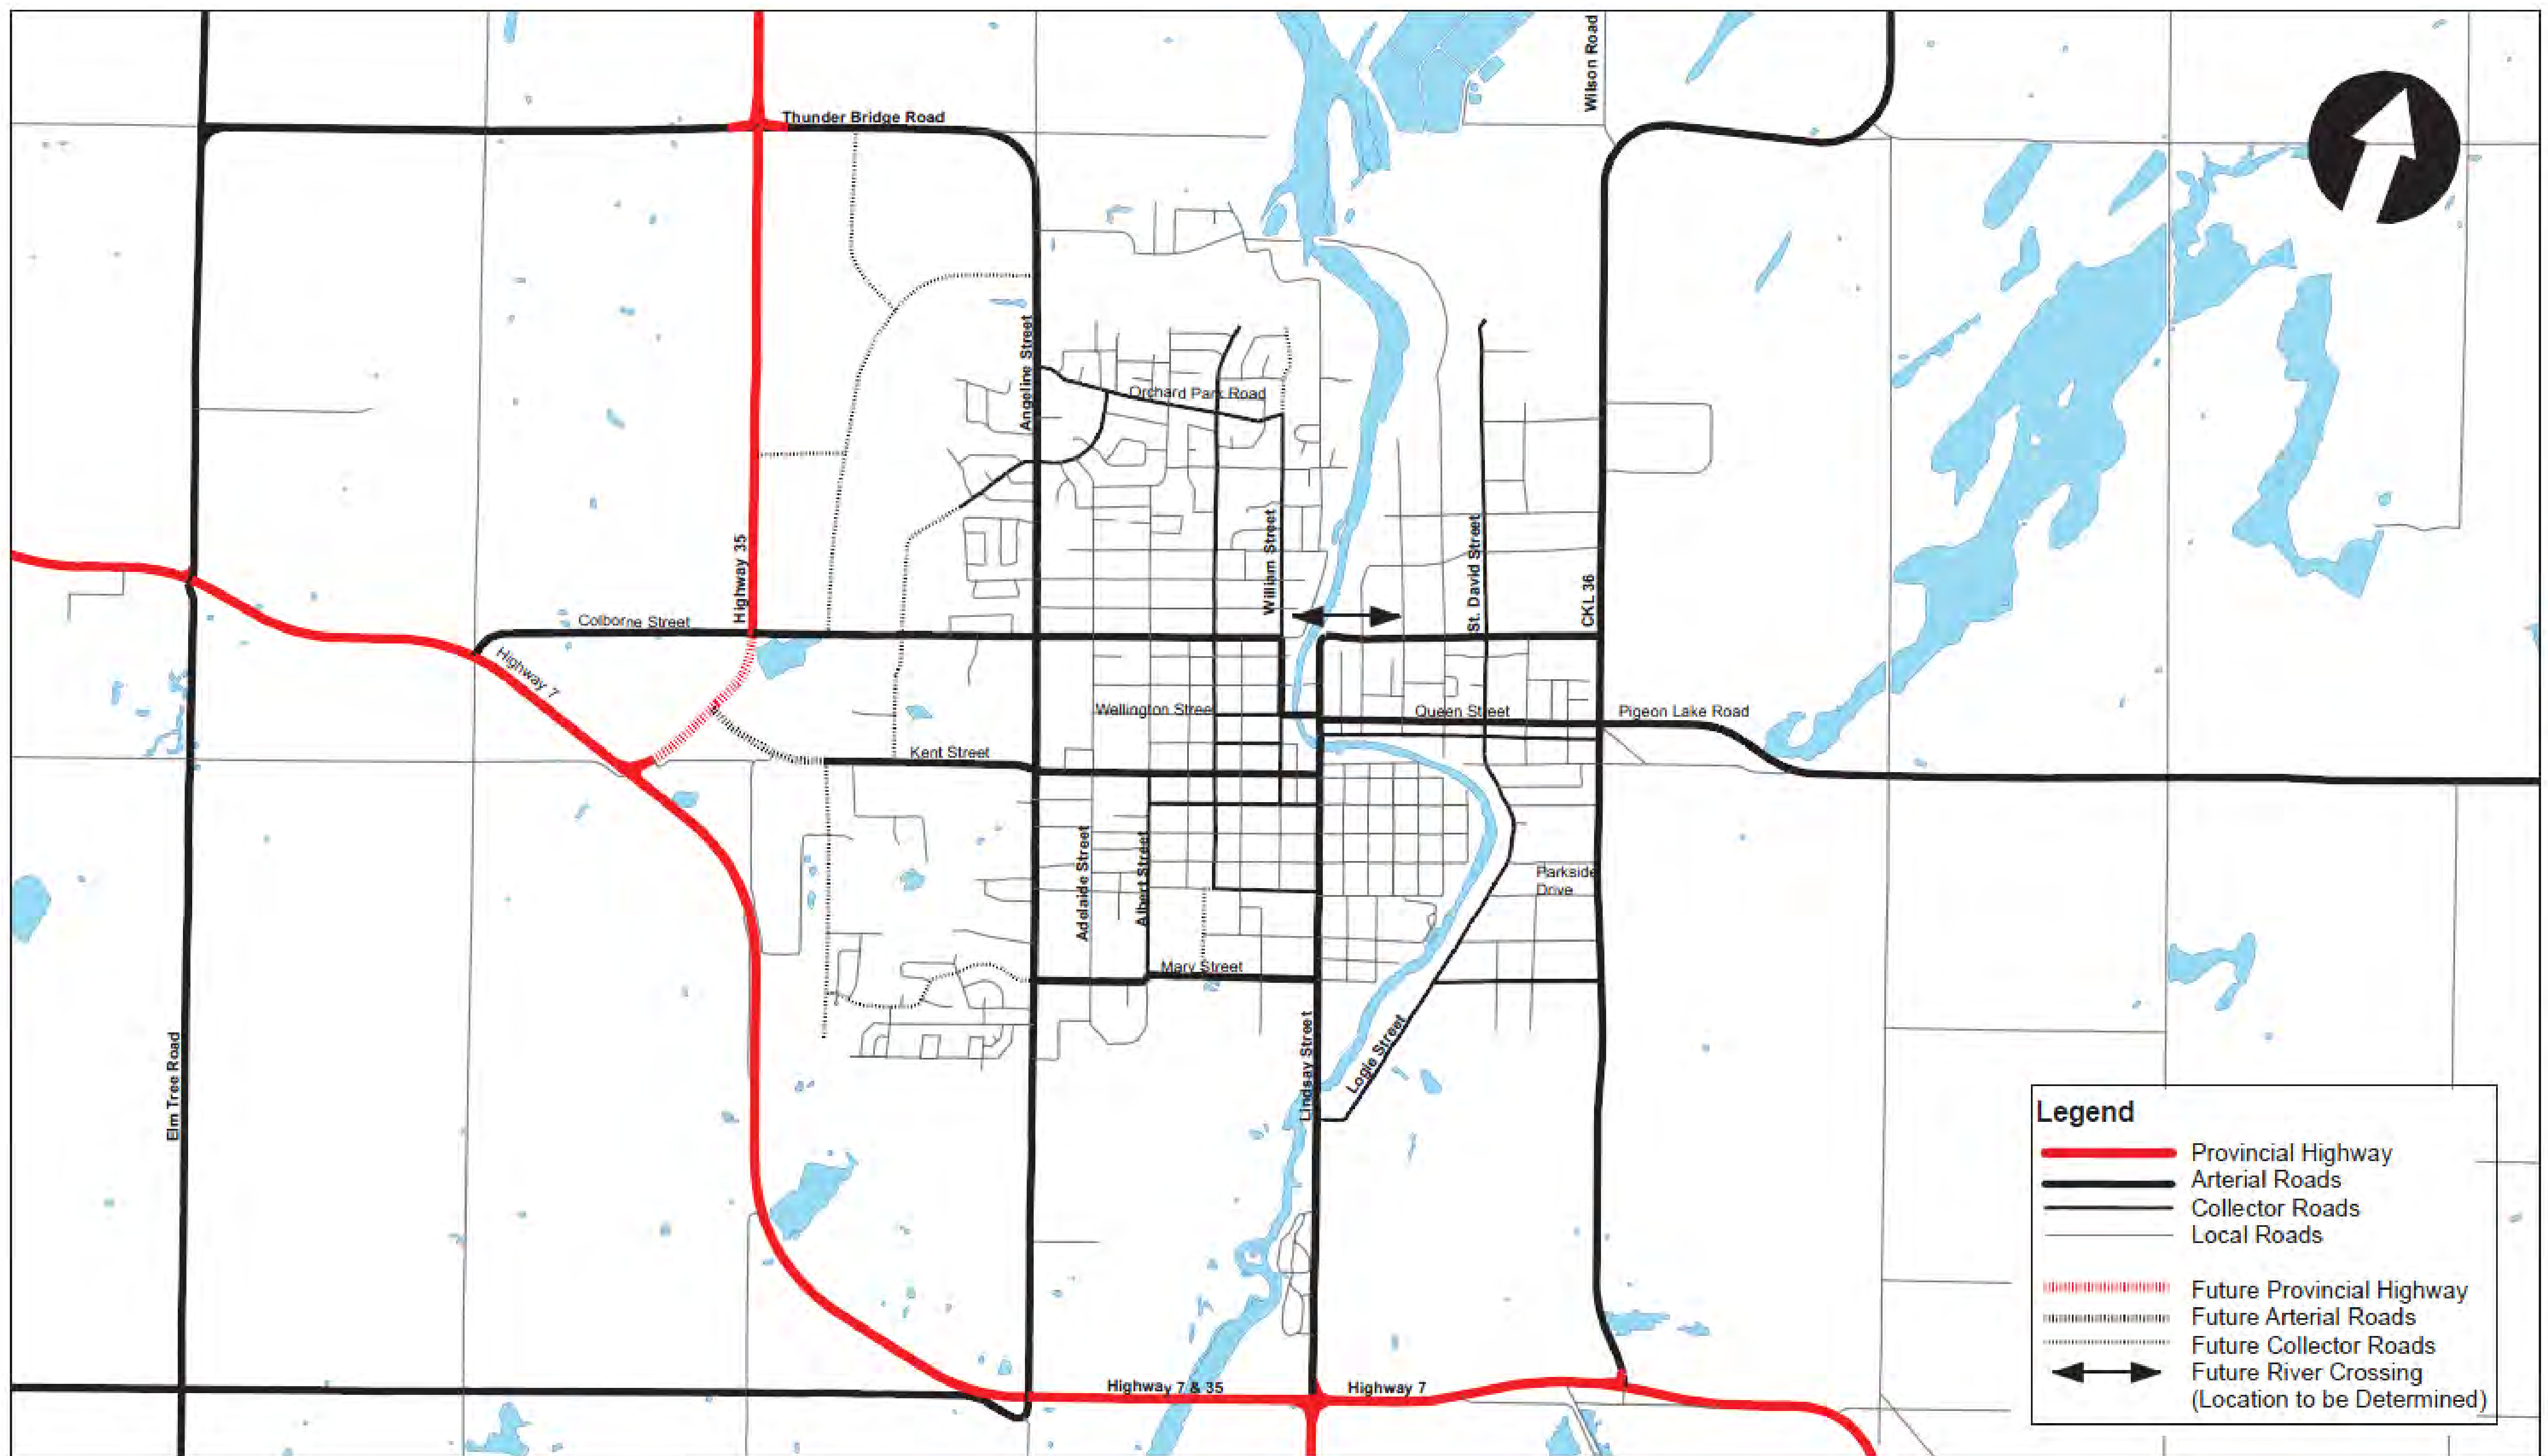 Wilson Road
Thunder Bridge Road
Angeline Street
Orchard Park Road
William Street
St. David Street
Highway 35
CKL 36
Colborne Street
Highway 7
Wellington Street
Queen Street
Pigeon Lake Road
Kent Street
Adelaide Street
Albert Street
Parkside
Drive
Mary Street
Lindsay Street
Logie Street
Elm Tree Road
Highway 7 & 35
Highway 7
Legend
Provincial Highway
Arterial Roads
Collector Roads
Local Roads
Future Provincial Highway
Future Arterial Roads
Future Collector Roads
Future River Crossing
(Location to be Determined)